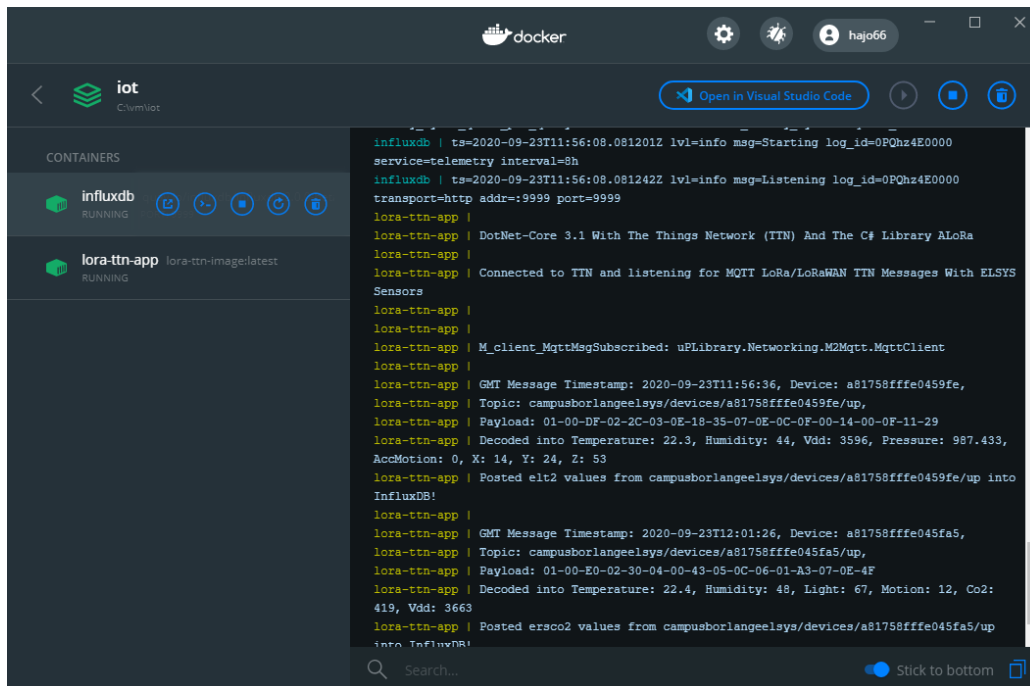 docker
hajo66
iot
C:\vm\iot
Open in Visual Studio Code
CONTAINERS
influxdb
RUNNING
lora-ttn-app lora-ttn-image:latest
RUNNING
influxdb | ts=2020-09-23T11:56:08.081201Z lvl=info msg=Starting log_id=0PQhz4E0000
service=telemetry interval=8h
influxdb | ts=2020-09-23T11:56:08.081242Z lvl=info msg=Listening log_id=0PQhz4E0000
transport=http addr=:9999 port=9999
lora-ttn-app |
lora-ttn-app | DotNet-Core 3.1 With The Things Network (TTN) And The C# Library ALoRa
lora-ttn-app |
lora-ttn-app | Connected to TTN and listening for MQTT LoRa/LoRaWAN TTN Messages With ELSYS
Sensors
lora-ttn-app |
lora-ttn-app |
lora-ttn-app | M_client_MqttMsgSubscribed: uPLibrary.Networking.M2Mqtt.MqttClient
lora-ttn-app |
lora-ttn-app | GMT Message Timestamp: 2020-09-23T11:56:36, Device: a81758fffe0459fe,
lora-ttn-app | Topic: campusborlangeelsys/devices/a81758fffe0459fe/up,
lora-ttn-app | Payload: 01-00-DF-02-2C-03-0E-18-35-07-0E-0C-0F-00-14-00-0F-11-29
lora-ttn-app | Decoded into Temperature: 22.3, Humidity: 44, Vdd: 3596, Pressure: 987.433,
AccMotion: 0, X: 14, Y: 24, Z: 53
lora-ttn-app | Posted elt2 values from campusborlangeelsys/devices/a81758fffe0459fe/up into
InfluxDB!
lora-ttn-app |
lora-ttn-app | GMT Message Timestamp: 2020-09-23T12:01:26, Device: a81758fffe045fa5,
lora-ttn-app | Topic: campusborlangeelsys/devices/a81758fffe045fa5/up,
lora-ttn-app | Payload: 01-00-E0-02-30-04-00-43-05-0C-06-01-A3-07-0E-4F
lora-ttn-app | Decoded into Temperature: 22.4, Humidity: 48, Light: 67, Motion: 12, Co2:
419, Vdd: 3663
lora-ttn-app | Posted ersco2 values from campusborlangeelsys/devices/a81758fffe045fa5/up
into InfluxDB!
Search...
Stick to bottom